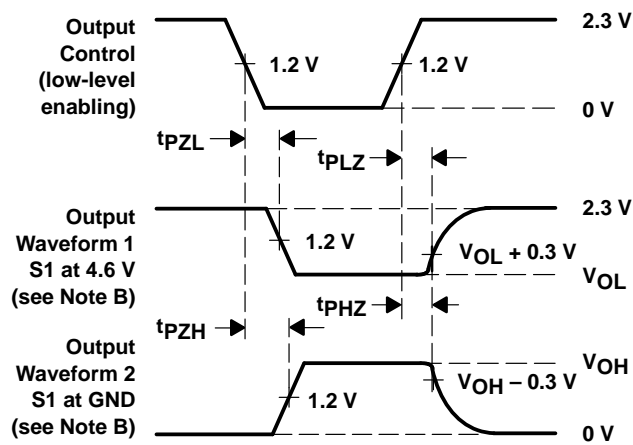 Output
Control
(low-level
enabling)
1.2 V
1.2 V
2.3 V
0 V
tPZL
tPLZ
Output
Waveform 1
S1 at 4.6 V
(see Note B)
1.2 V
2.3 V
VOL + 0.3 V
VOL
tPZH
tPHZ
Output
Waveform 2
S1 at GND
(see Note B)
1.2 V
VOH
VOH − 0.3 V
0 V